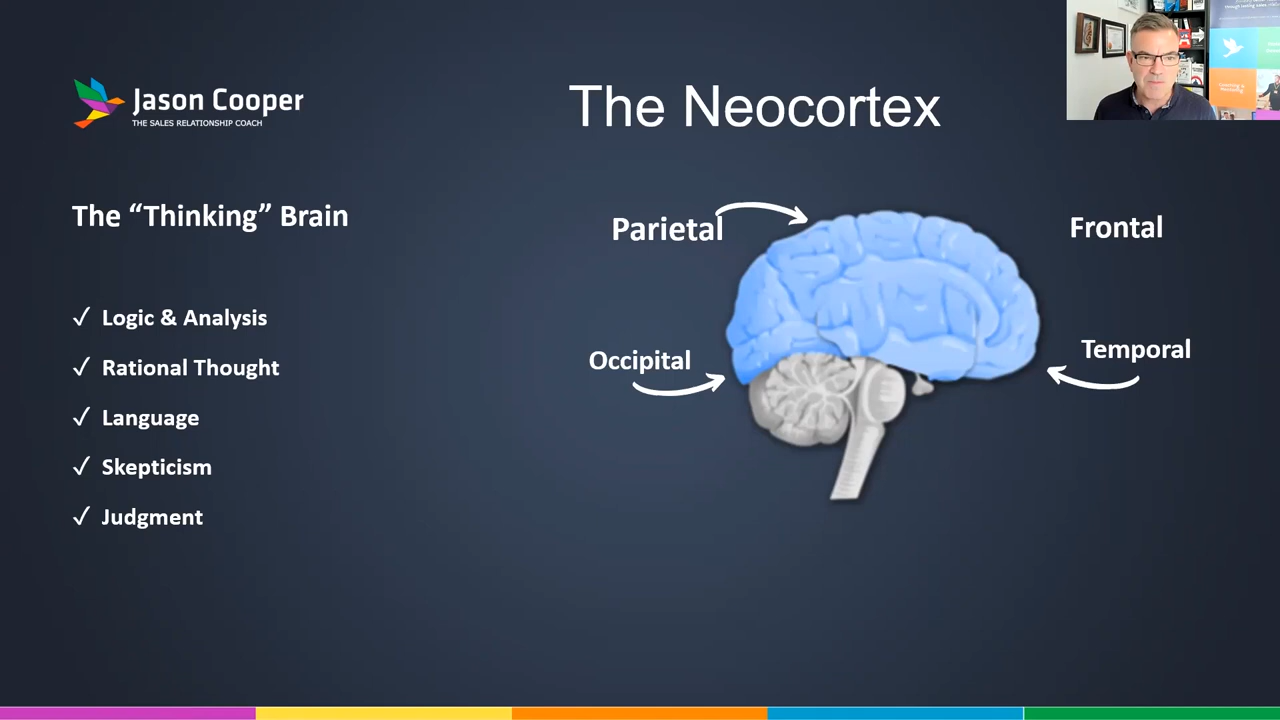 Jason Cooper
THE SALES RELATIONSHIP COACH
The Neocortex
The “Thinking” Brain
✓ Logic & Analysis
✓ Rational Thought
✓ Language
✓ Skepticism
✓ Judgment
Parietal
Frontal
Occipital
Temporal